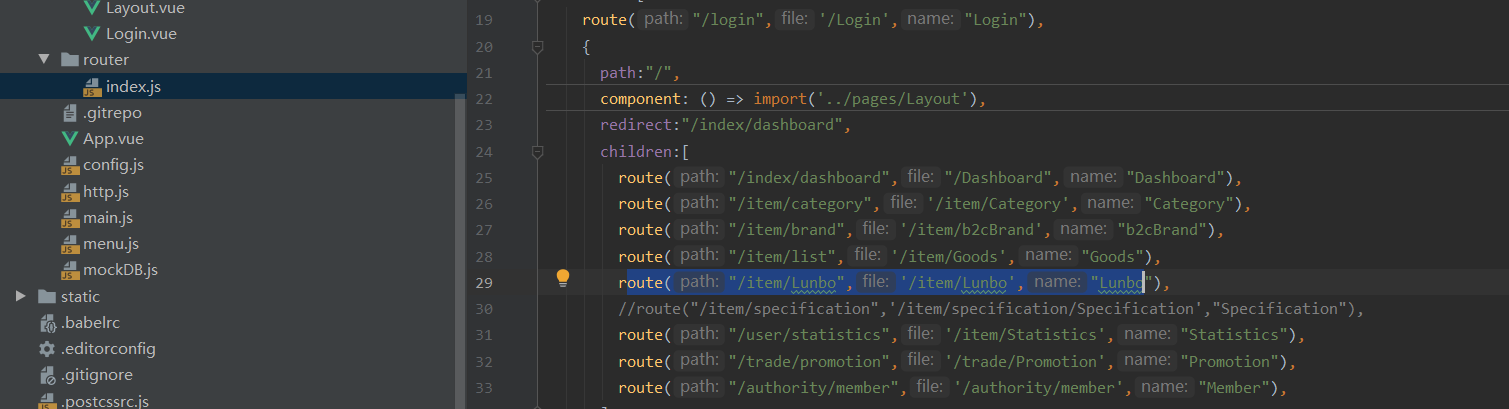 Layout.vue
Login.vue
router
index.js
.gitrepo
App.vue
config.js
http.js
main.js
menu.js
mockDB.js
static
.babelrc
.editorconfig
.gitignore
.postcssrc.js
19 route( path: "/login", file: '/Login', name: "Login"),
20 {
21 path:"/",
22 component: () => import('../pages/Layout'),
23 redirect:"/index/dashboard",
24 children:[
25 route( path: "/index/dashboard", file: "/Dashboard", name: "Dashboard"),
26 route( path: "/item/category", file: '/item/Category', name: "Category"),
27 route( path: "/item/brand", file: '/item/b2cBrand', name: "b2cBrand"),
28 route( path: "/item/list", file: '/item/Goods', name: "Goods"),
29 route( path: "/item/Lunbo", file: '/item/Lunbo', name: "Lunbo"),
30 //route("/item/specification",'/item/specification/Specification',"Specification"),
31 route( path: "/user/statistics", file: '/item/Statistics', name: "Statistics"),
32 route( path: "/trade/promotion", file: '/trade/Promotion', name: "Promotion"),
33 route( path: "/authority/member", file: '/authority/member', name: "Member"),